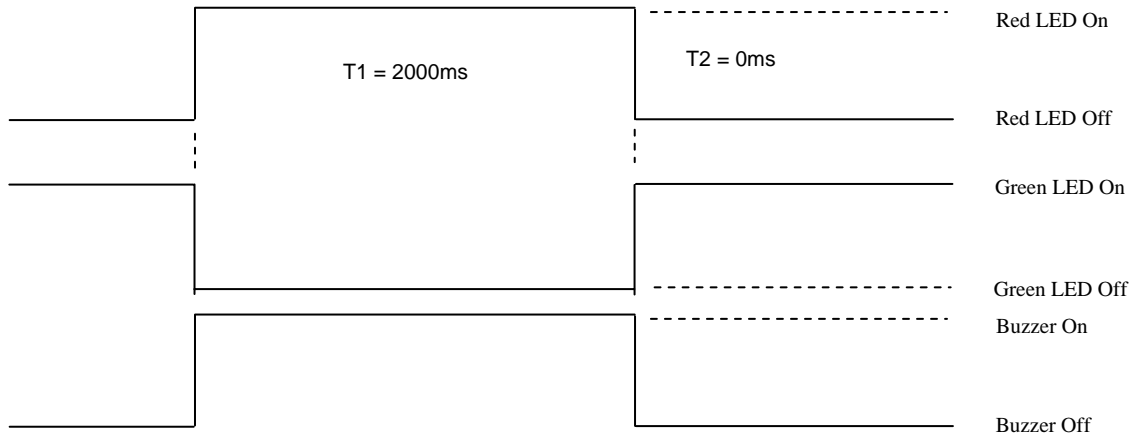 Red LED On
T2 = 0ms
T1 = 2000ms
Red LED Off
Green LED On
Green LED Off
Buzzer On
Buzzer Off